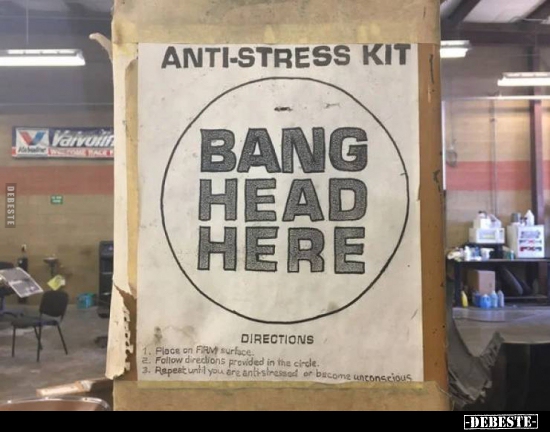 ANTI-STRESS KIT
BANG
HEAD
HERE
DIRECTIONS
1. Place on FIRM surface.
2. Follow directions provided in the circle.
3. Repeat until you are anti-stressed or become unconscious
Valvolin
DEBESTE
-DEBESTE-